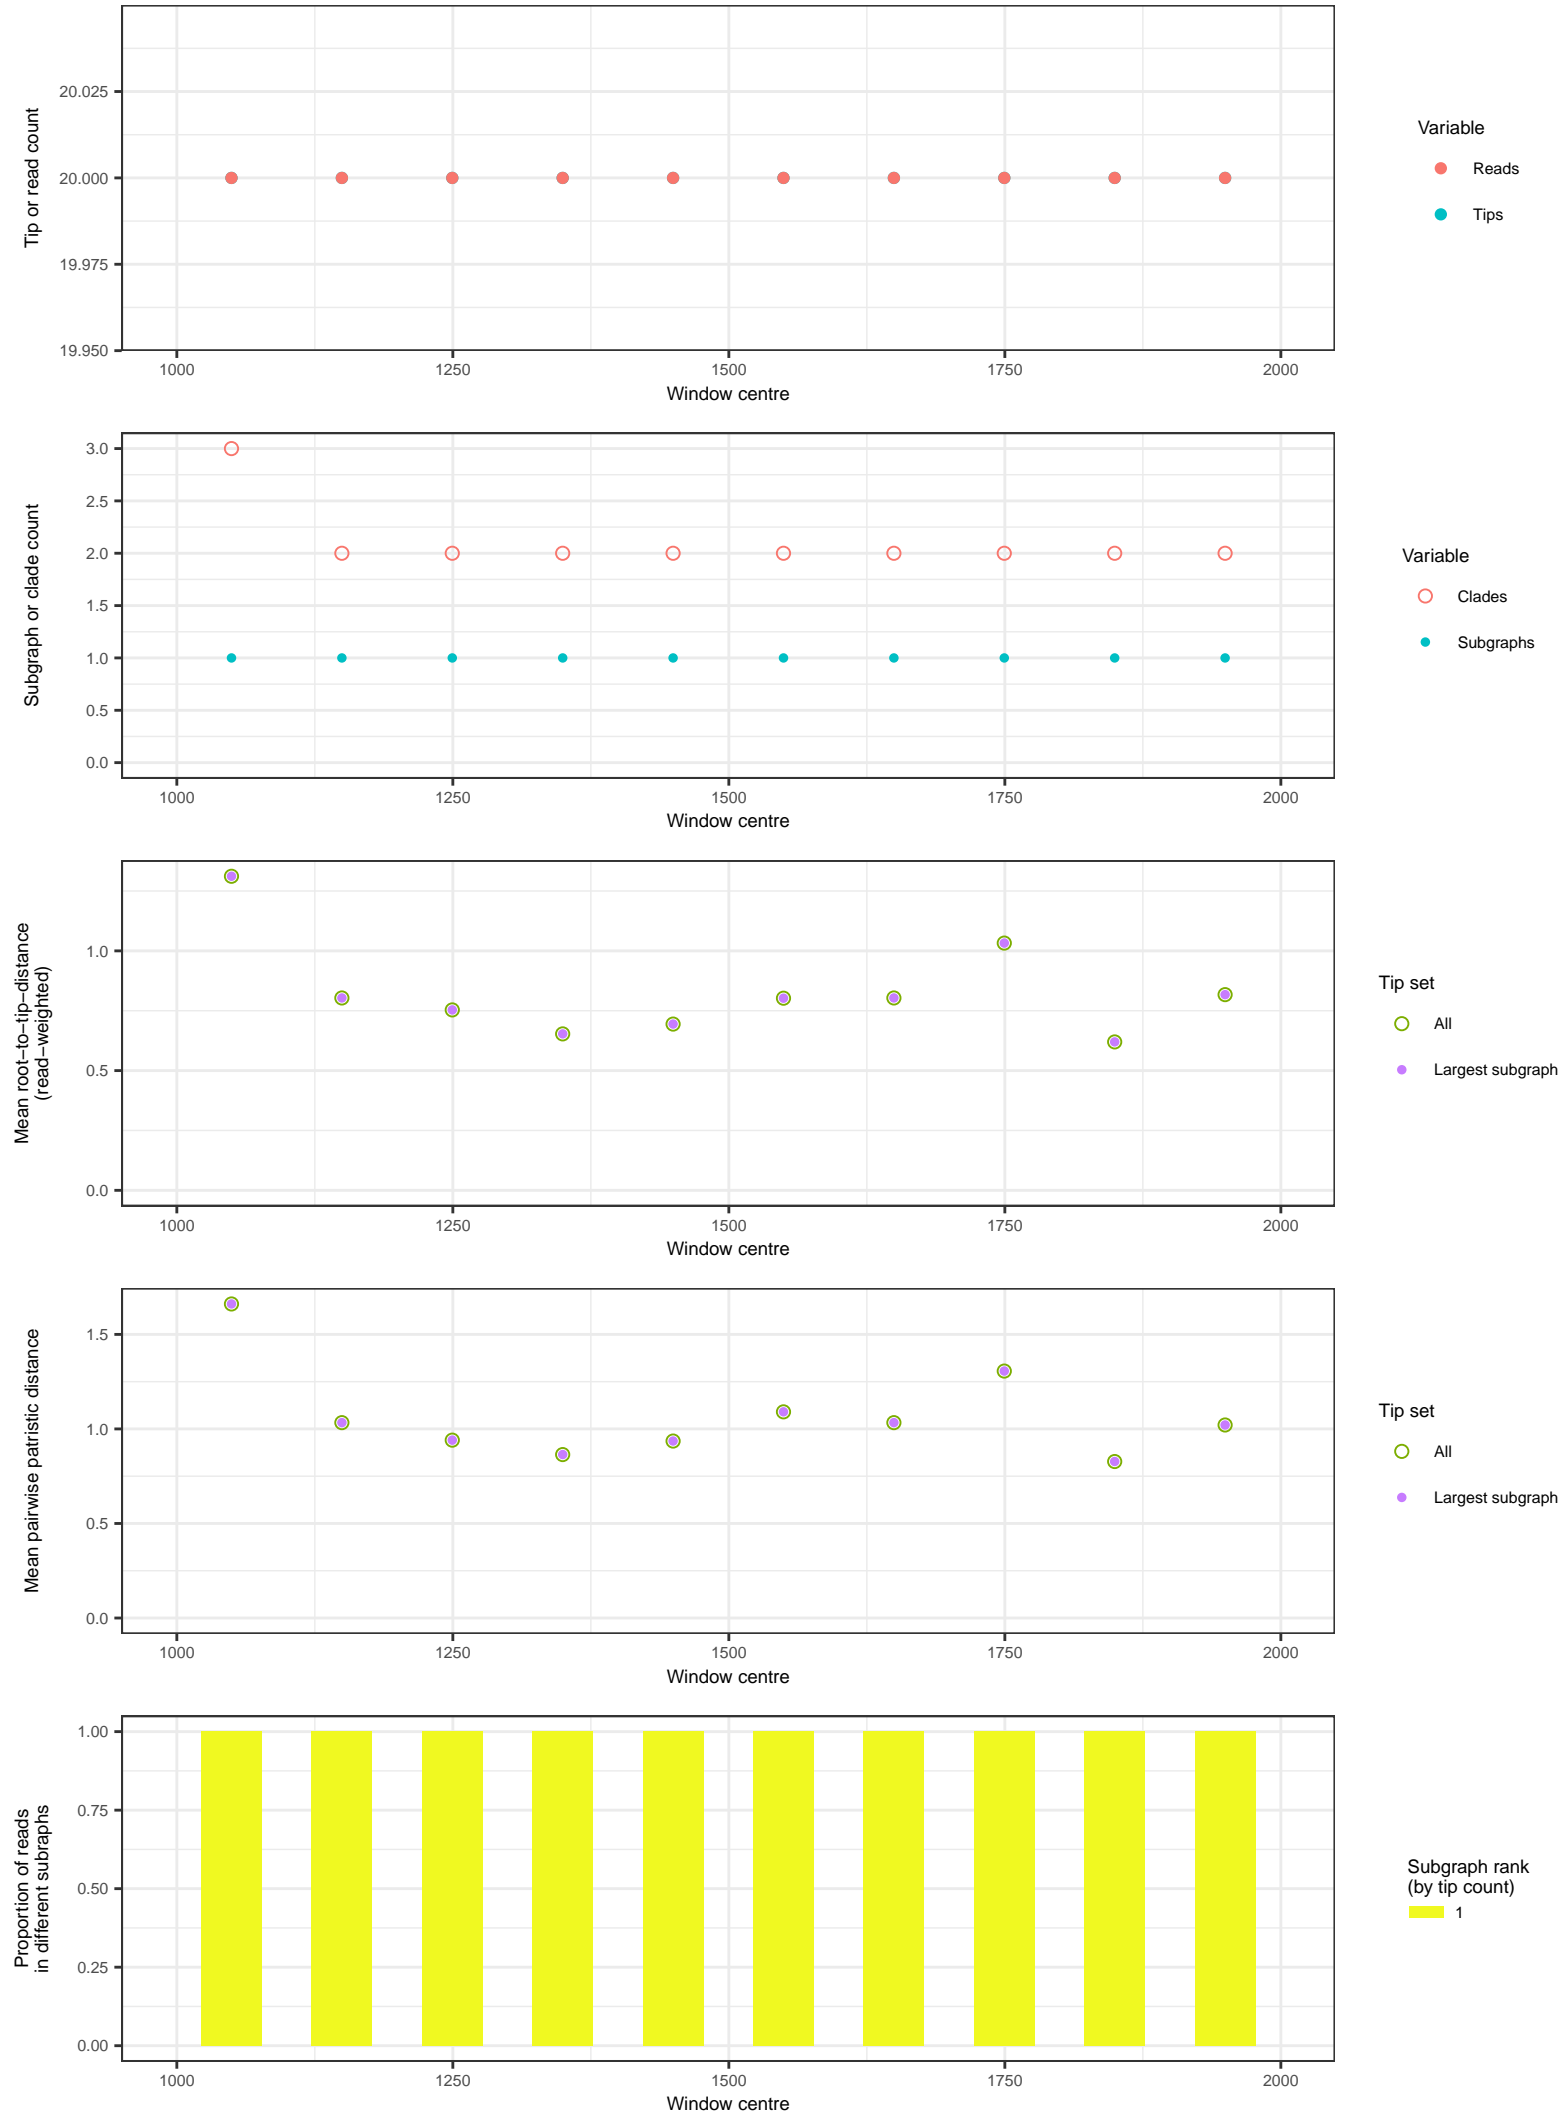 20.025
20.000
19.975
19.950
Tip or read count
1000 1250 1500 1750 2000
Window centre
Variable
Reads
Tips
3.0
2.5
2.0
1.5
1.0
0.5
0.0
Subgraph or clade count
1000 1250 1500 1750 2000
Window centre
Variable
Clades
Subgraphs
1.0
0.5
0.0
Mean root−to−tip−distance
(read−weighted)
1000 1250 1500 1750 2000
Window centre
Tip set
All
Largest subgraph
1.5
1.0
0.5
0.0
Mean pairwise patristic distance
1000 1250 1500 1750 2000
Window centre
Tip set
All
Largest subgraph
1.00
0.75
0.50
0.25
0.00
Proportion of reads
in different subraphs
1000 1250 1500 1750 2000
Window centre
Subgraph rank
(by tip count)
1